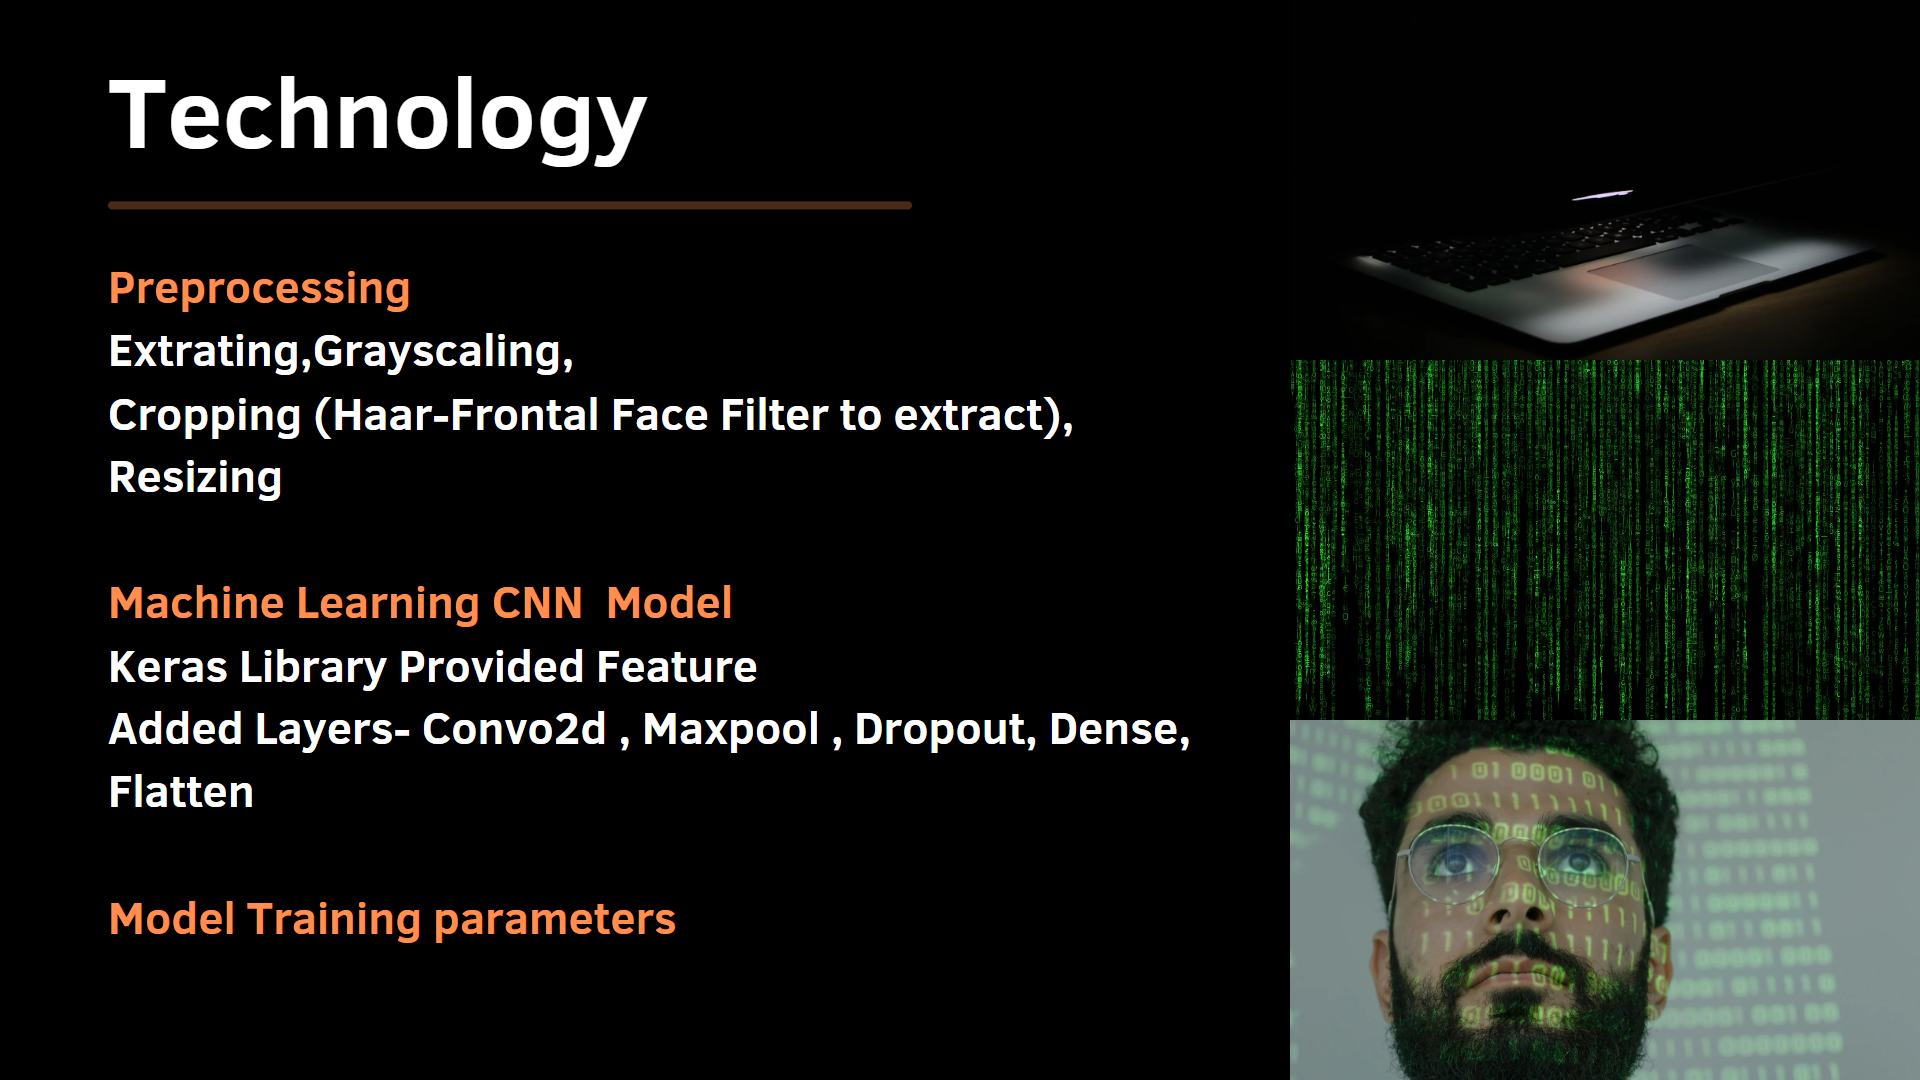 Technology
Preprocessing
Extrating,Grayscaling,
Cropping (Haar-Frontal Face Filter to extract),
Resizing
Machine Learning CNN  Model
Keras Library Provided Feature
Added Layers- Convo2d , Maxpool , Dropout, Dense,
Flatten
Model Training parameters